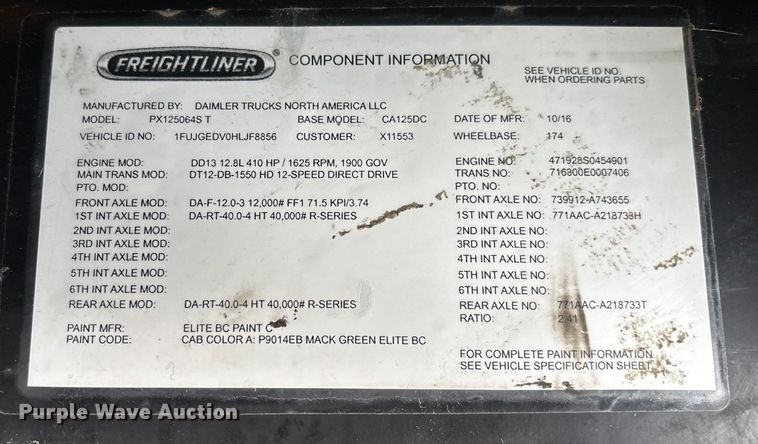 FREIGHTLINER ® COMPONENT INFORMATION
SEE VEHICLE ID NO.
WHEN ORDERING PARTS
MANUFACTURED BY: DAIMLER TRUCKS NORTH AMERICA LLC
MODEL: PX125064S T BASE MODEL: CA125DC DATE OF MFR: 10/16
VEHICLE ID NO: 1FUJGEDV0HLJF8856 CUSTOMER: X11553 WHEELBASE: 174
ENGINE MOD: DD13 12.8L 410 HP / 1625 RPM, 1900 GOV ENGINE NO: 471928S0454901
MAIN TRANS MOD: DT12-DB-1550 HD 12-SPEED DIRECT DRIVE TRANS NO: 716300E0007406
PTO. MOD: PTO. NO:
FRONT AXLE MOD: DA-F-12.0-3 12,000# FF1 71.5 KPI/3.74 FRONT AXLE NO: 739912-A743655
1ST INT AXLE MOD: DA-RT-40.0-4 HT 40,000# R-SERIES 1ST INT AXLE NO: 771AAC-A218733H
2ND INT AXLE MOD: 2ND INT AXLE NO:
3RD INT AXLE MOD: 3RD INT AXLE NO:
4TH INT AXLE MOD: 4TH INT AXLE NO:
5TH INT AXLE MOD: 5TH INT AXLE NO:
6TH INT AXLE MOD: 6TH INT AXLE NO:
REAR AXLE MOD: DA-RT-40.0-4 HT 40,000# R-SERIES REAR AXLE NO: 771AAC-A218733T
RATIO: 2.41
PAINT MFR: ELITE BC PAINT
PAINT CODE: CAB COLOR A: P9014EB MACK GREEN ELITE BC
FOR COMPLETE PAINT INFORMATION
SEE VEHICLE SPECIFICATION SHEET
Purple Wave Auction